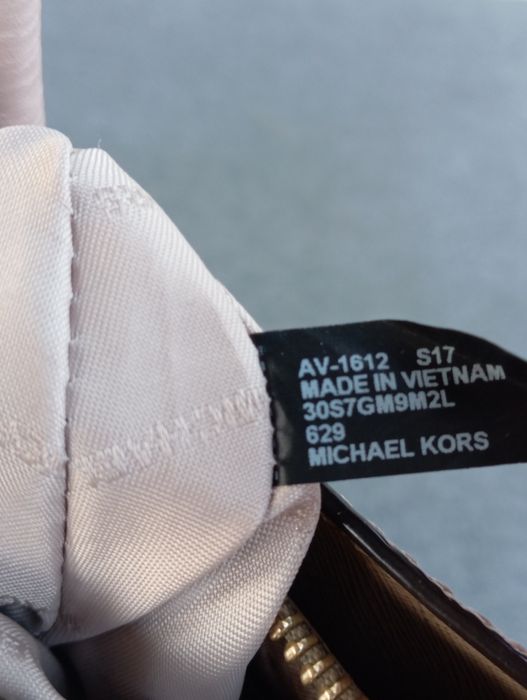 AV-1612 S17
MADE IN VIETNAM
30S7GM9M2L
629
MICHAEL KORS